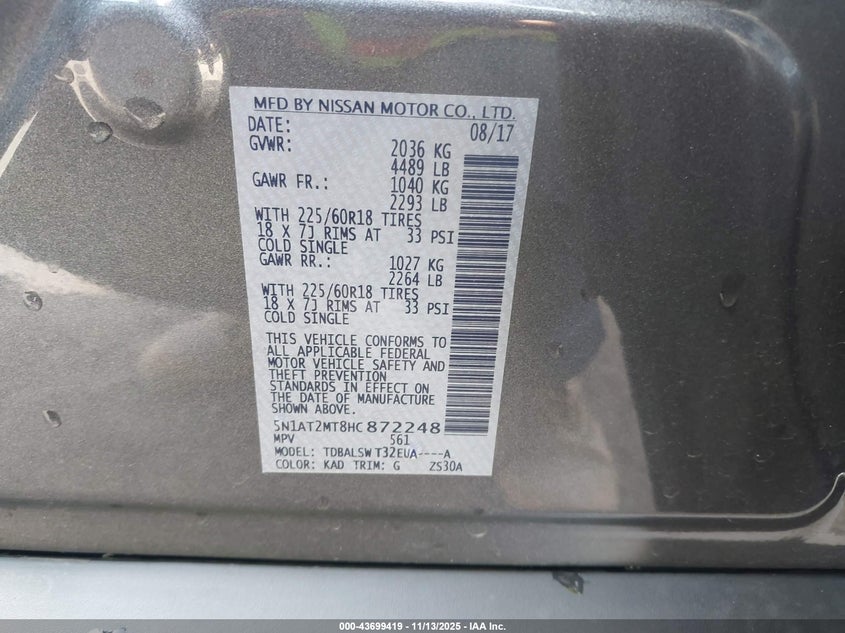 MFD BY NISSAN MOTOR CO., LTD.
DATE: 08/17
GVWR: 2036 KG
4489 LB
GAWR FR.: 1040 KG
2293 LB
WITH 225/60R18 TIRES
18 X 7J RIMS AT 33 PSI
COLD SINGLE
GAWR RR.: 1027 KG
2264 LB
WITH 225/60R18 TIRES
18 X 7J RIMS AT 33 PSI
COLD SINGLE
THIS VEHICLE CONFORMS TO
ALL APPLICABLE FEDERAL
MOTOR VEHICLE SAFETY AND
THEFT PREVENTION
STANDARDS IN EFFECT ON
THE DATE OF MANUFACTURE
SHOWN ABOVE.
5N1AT2MT8HC872248
MPV 561
MODEL: TDBALSW T32EUA----A
COLOR: KAD TRIM: G ZS30A
000-43699419 - 11/13/2025 - IAA Inc.